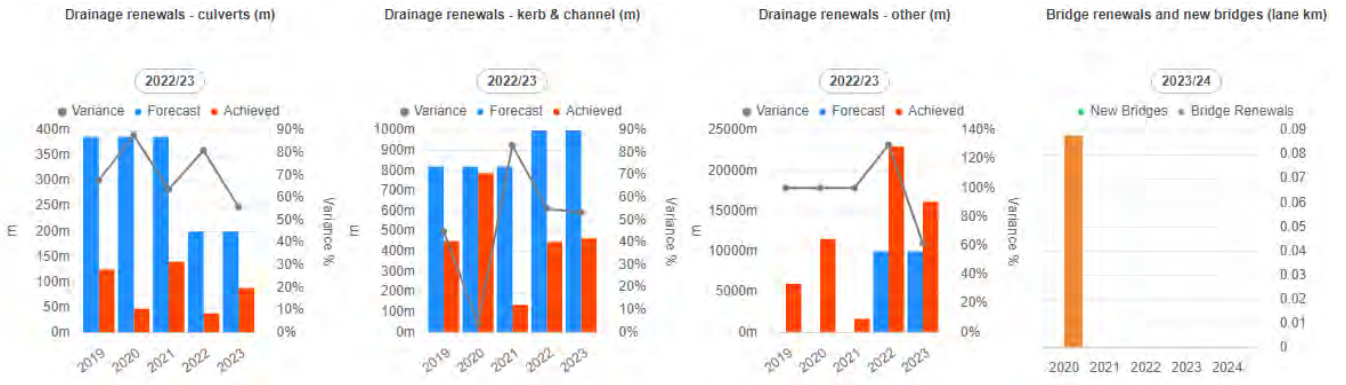 Drainage renewals - culverts (m)
2022/23
Variance Forecast Achieved
400m
350m
300m
250m
200m
150m
100m
50m
0m
m
90%
80%
70%
60%
50%
40%
30%
20%
10%
0%
Variance %
2019 2020 2021 2022 2023
Drainage renewals - kerb & channel (m)
2022/23
Variance Forecast Achieved
1000m
900m
800m
700m
600m
500m
400m
300m
200m
100m
0m
m
90%
80%
70%
60%
50%
40%
30%
20%
10%
0%
Variance %
2019 2020 2021 2022 2023
Drainage renewals - other (m)
2022/23
Variance Forecast Achieved
25000m
20000m
15000m
10000m
5000m
0m
m
140%
120%
100%
80%
60%
40%
20%
0%
Variance %
2019 2020 2021 2022 2023
Bridge renewals and new bridges (lane km)
2023/24
New Bridges Bridge Renewals
0.09
0.08
0.07
0.06
0.05
0.04
0.03
0.02
0.01
0
2020 2021 2022 2023 2024